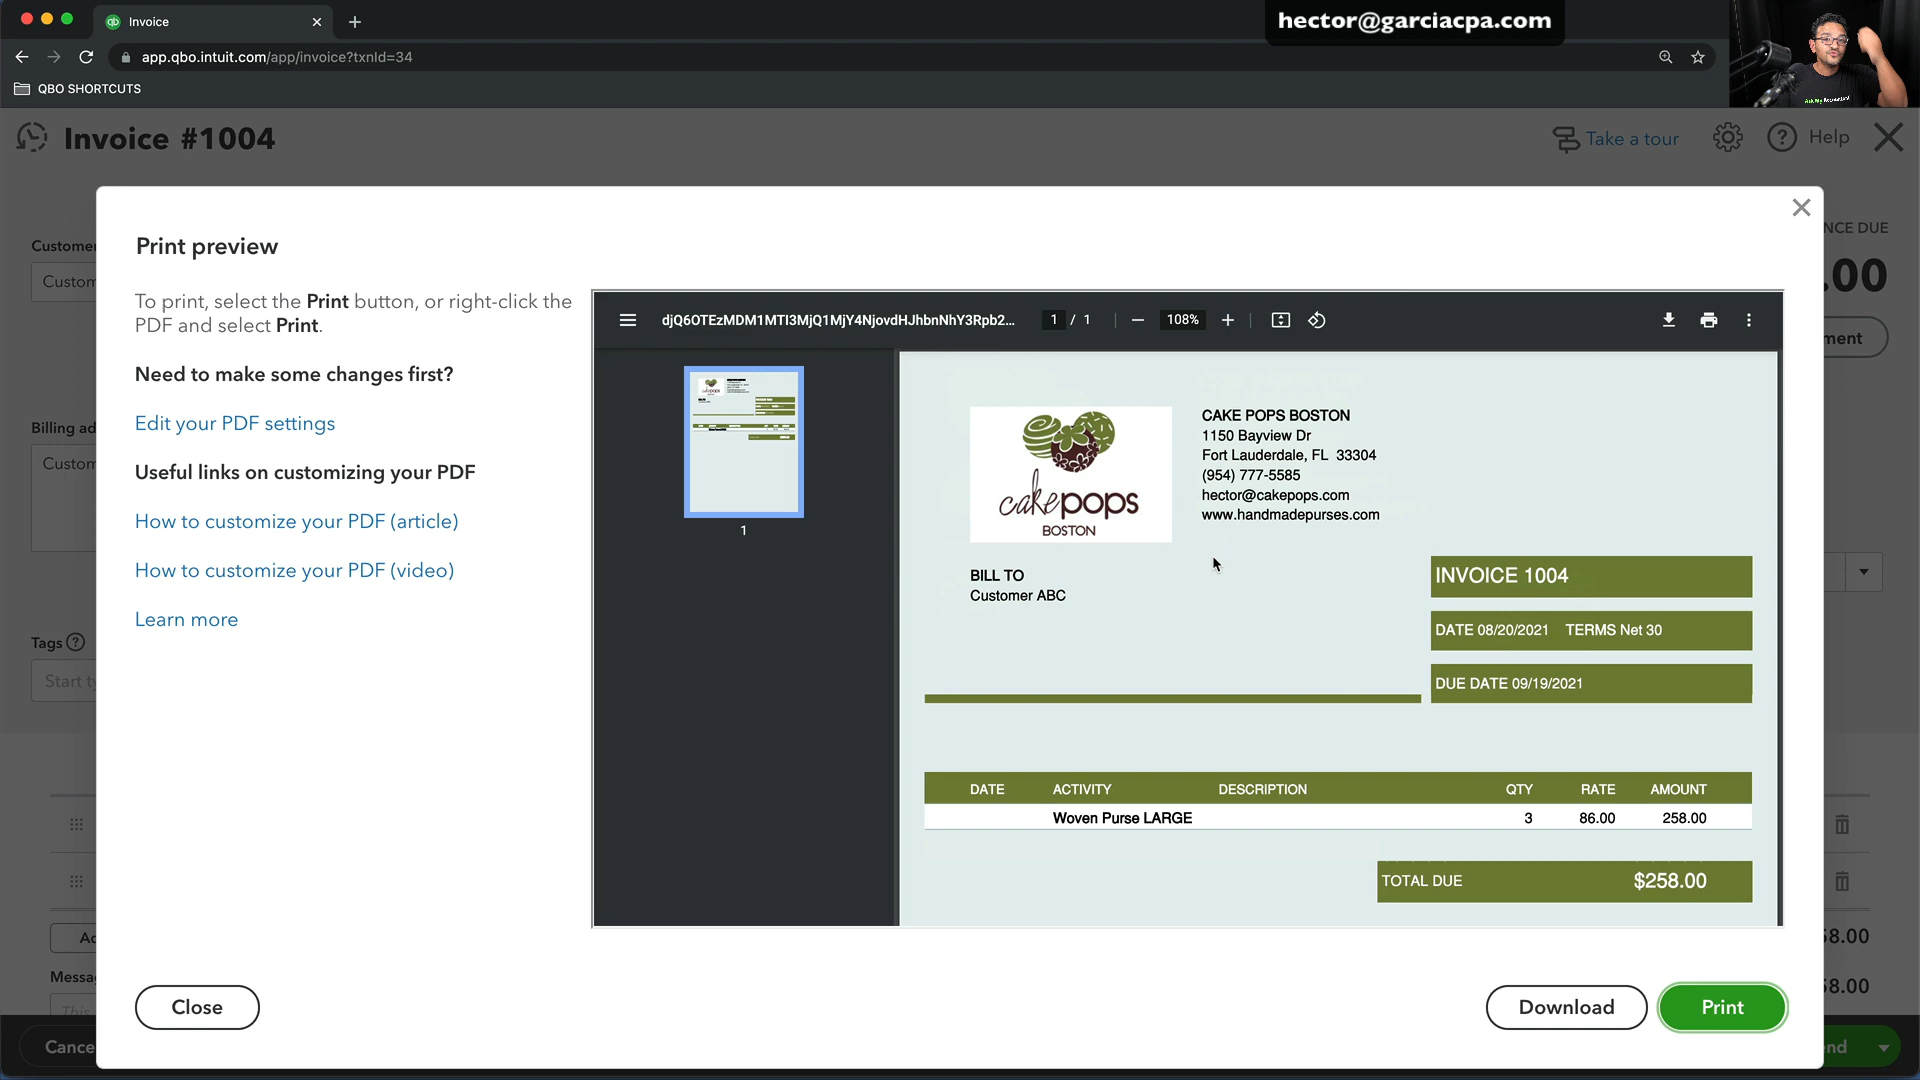 Invoice
hector@garciacpa.com
app.qbo.intuit.com/app/invoice?txnId=34
QBO SHORTCUTS
Invoice #1004
Take a tour
Help
Print preview
To print, select the Print button, or right-click the
PDF and select Print.
Need to make some changes first?
Edit your PDF settings
Useful links on customizing your PDF
How to customize your PDF (article)
How to customize your PDF (video)
Learn more
djQ6OTEzMDM1MTI3MjQ1MjY4NjovdHJhbnNhY3Rpb2...
1 / 1
108%
1
cakepops
BOSTON
CAKE POPS BOSTON
1150 Bayview Dr
Fort Lauderdale, FL 33304
(954) 777-5585
hector@cakepops.com
www.handmadepurses.com
BILL TO
Customer ABC
INVOICE 1004
DATE 08/20/2021 TERMS Net 30
DUE DATE 09/19/2021
DATE ACTIVITY DESCRIPTION QTY RATE AMOUNT
Woven Purse LARGE 3 86.00 258.00
TOTAL DUE $258.00
Close
Download
Print
Tags